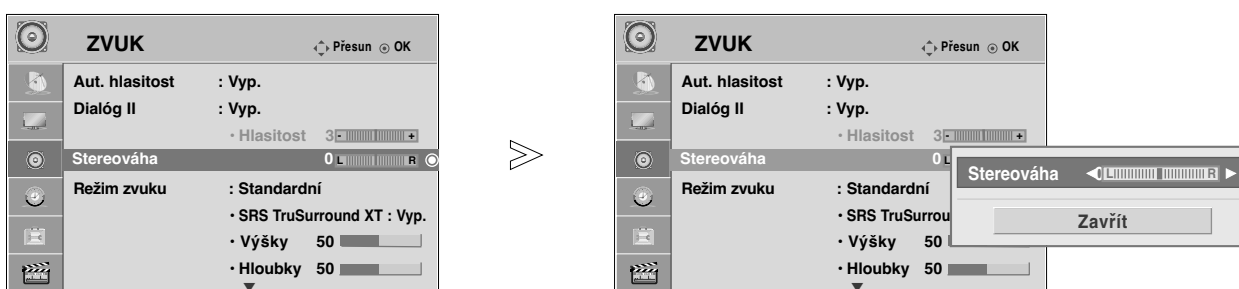 ZVUK
Přesun OK
Aut. hlasitost : Vyp.
Dialóg II : Vyp.
• Hlasitost 3 - +
Stereováha 0 L R
Režim zvuku : Standardní
• SRS TruSurround XT : Vyp.
• Výšky 50
• Hloubky 50
ZVUK
Přesun OK
Aut. hlasitost : Vyp.
Dialóg II : Vyp.
• Hlasitost 3 - +
Stereováha 0 L
Režim zvuku : Standardní
• SRS TruSurrou
• Výšky 50
• Hloubky 50
Stereováha L R
Zavřít